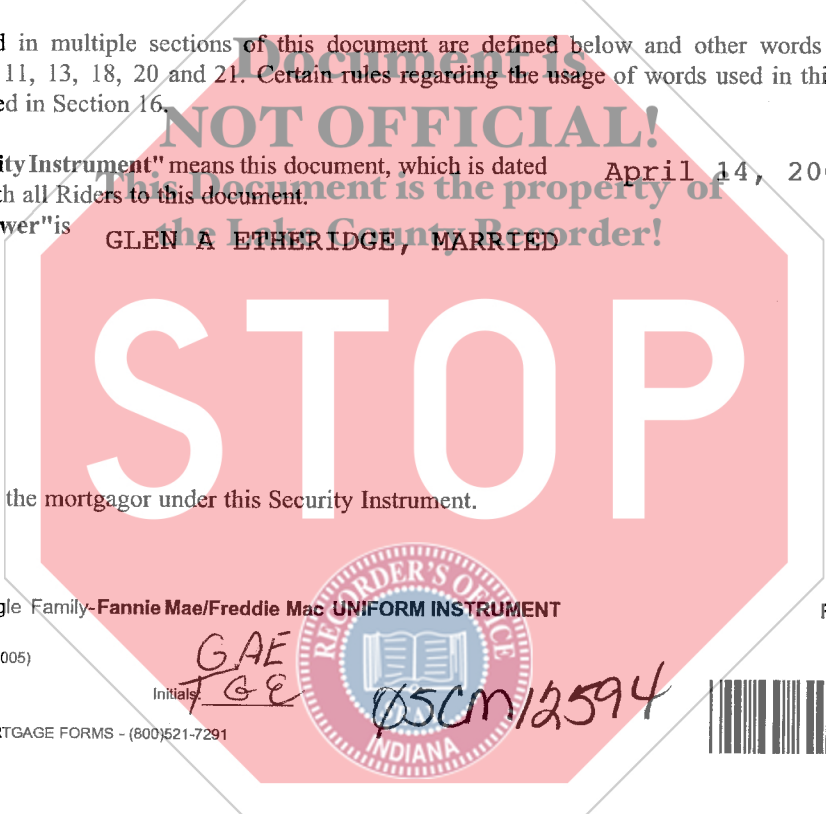 d in multiple sections of this document are defined below and other words
11, 13, 18, 20 and 21. Certain rules regarding the usage of words used in thi
ed in Section 16.
Document is
NOT OFFICIAL!
This Document is the property of
the Lake County Recorder!
ity Instrument" means this document, which is dated April 14, 20
th all Riders to this document.
wer" is GLEN A ETHERIDGE, MARRIED
STOP
the mortgagor under this Security Instrument.
gle Family-Fannie Mae/Freddie Mac UNIFORM INSTRUMENT
005)
GAE
Initials: TGE
05CM12594
RTGAGE FORMS - (800)521-7291
RECORDER'S OFFICE
INDIANA